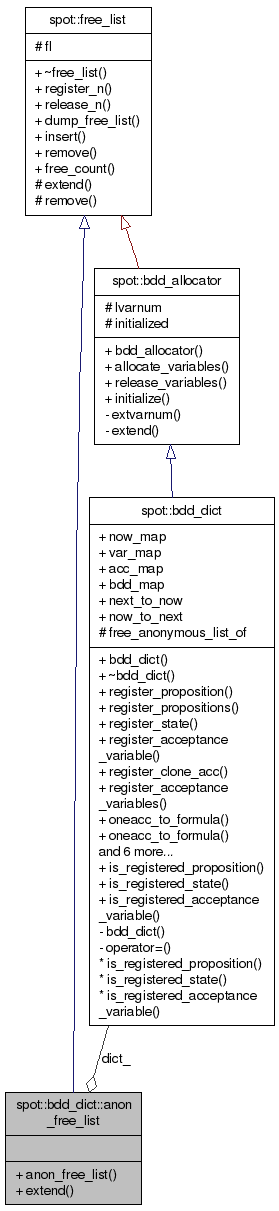 spot::free_list
# fl
+ ~free_list()
+ register_n()
+ release_n()
+ dump_free_list()
+ insert()
+ remove()
+ free_count()
# extend()
# remove()
spot::bdd_allocator
# lvarnum
# initialized
+ bdd_allocator()
+ allocate_variables()
+ release_variables()
+ initialize()
- extvarnum()
- extend()
spot::bdd_dict
+ now_map
+ var_map
+ acc_map
+ bdd_map
+ next_to_now
+ now_to_next
# free_anonymous_list_of
+ bdd_dict()
+ ~bdd_dict()
+ register_proposition()
+ register_propositions()
+ register_state()
+ register_acceptance
_variable()
+ register_clone_acc()
+ register_acceptance
_variables()
+ oneacc_to_formula()
+ oneacc_to_formula()
and 6 more...
+ is_registered_proposition()
+ is_registered_state()
+ is_registered_acceptance
_variable()
- bdd_dict()
- operator=()
* is_registered_proposition()
* is_registered_state()
* is_registered_acceptance
_variable()
dict_
spot::bdd_dict::anon
_free_list
+ anon_free_list()
+ extend()